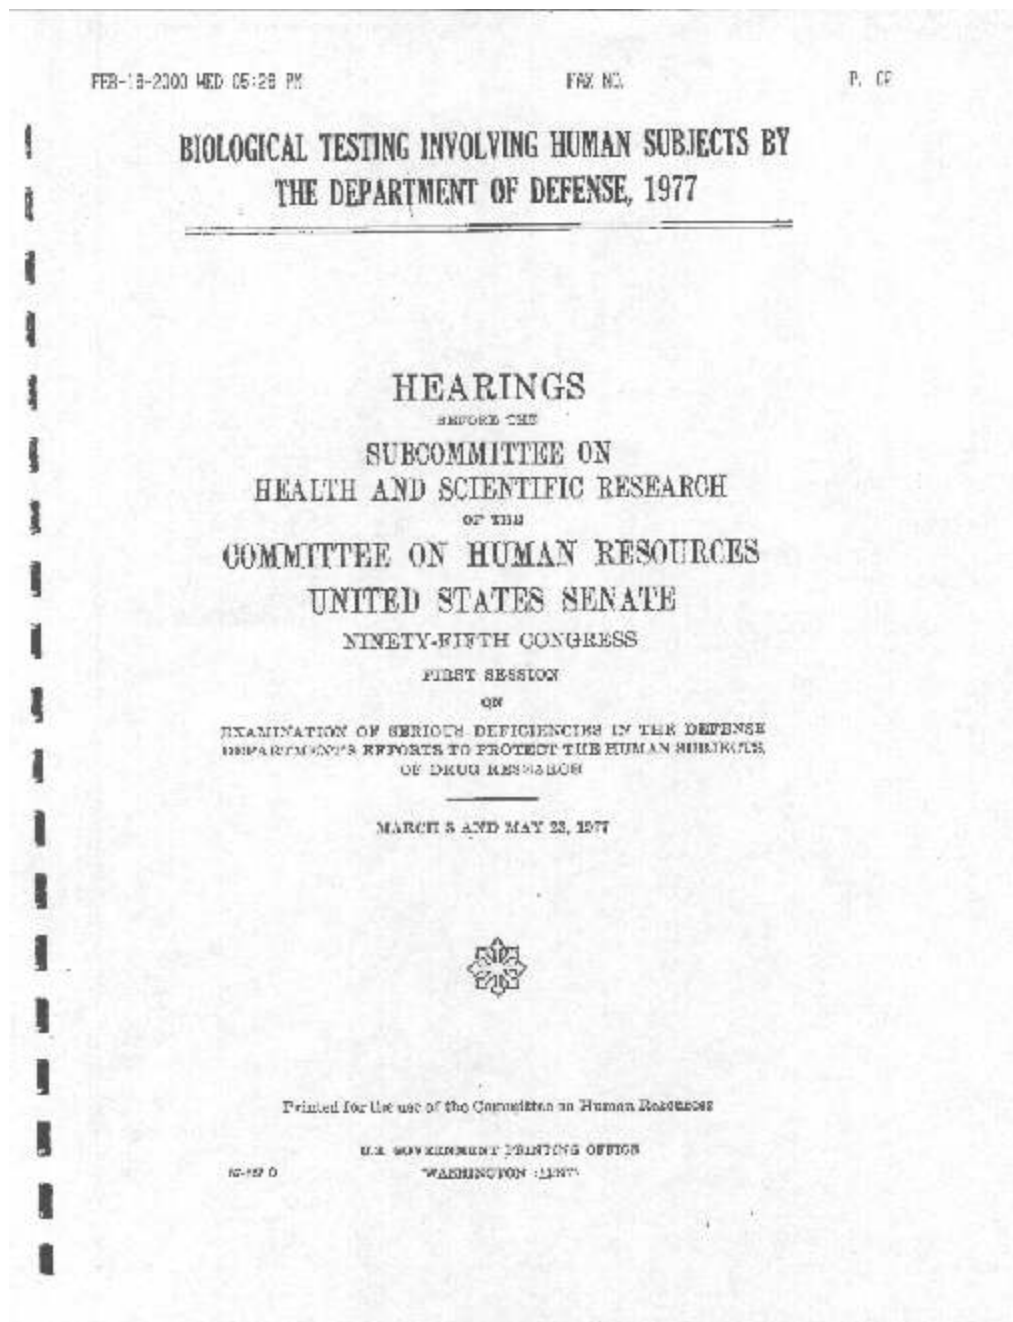 WED 05:28 PM FAX NO. P.
BIOLOGICAL TESTING INVOLVING HUMAN SUBJECTS BY
THE DEPARTMENT OF DEFENSE, 1977
HEARINGS
BEFORE THE
SUBCOMMITTEE ON
HEALTH AND SCIENTIFIC RESEARCH
OF THE
COMMITTEE ON HUMAN RESOURCES
UNITED STATES SENATE
NINETY-FIFTH CONGRESS
FIRST SESSION
ON
EXAMINATION OF SERIOUS DEFICIENCIES IN THE DEFENSE
DEPARTMENT'S EFFORTS TO PROTECT THE HUMAN SUBJECTS
OF DRUG RESEARCH
MARCH 8 AND MAY 23, 1977
Printed for the use of the Committee on Human Resources
U.S. GOVERNMENT PRINTING OFFICE
WASHINGTON